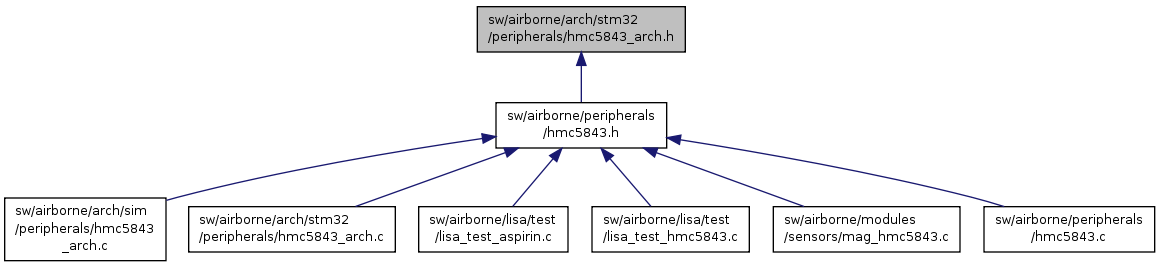 sw/airborne/arch/stm32
/peripherals/hmc5843_arch.h
sw/airborne/peripherals
/hmc5843.h
sw/airborne/arch/sim
/peripherals/hmc5843
_arch.c
sw/airborne/arch/stm32
/peripherals/hmc5843_arch.c
sw/airborne/lisa/test
/lisa_test_aspirin.c
sw/airborne/lisa/test
/lisa_test_hmc5843.c
sw/airborne/modules
/sensors/mag_hmc5843.c
sw/airborne/peripherals
/hmc5843.c